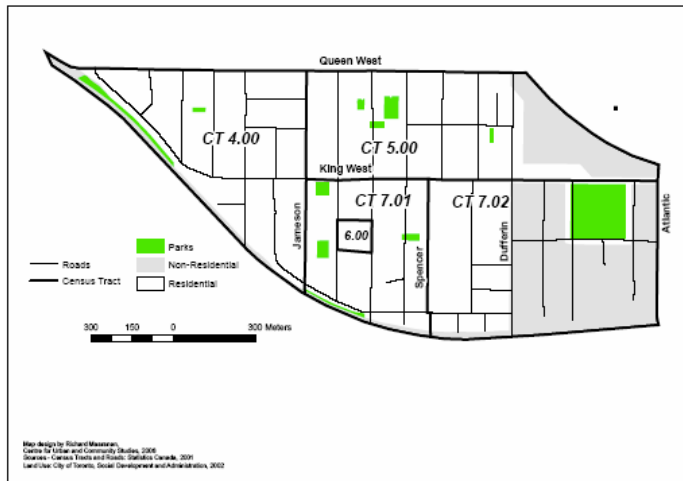 Queen West
CT 4.00
CT 5.00
King West
CT 7.01
CT 7.02
6.00
Jameson
Spencer
Dufferin
Atlantic
Parks
Roads
Non-Residential
Census Tract
Residential
300 150 0 300 Meters
Map design by Richard Maaranen,
Centre for Urban and Community Studies, 2006
Sources - Census Tracts and Roads: Statistics Canada, 2001
Land Use: City of Toronto, Social Development and Administration, 2002